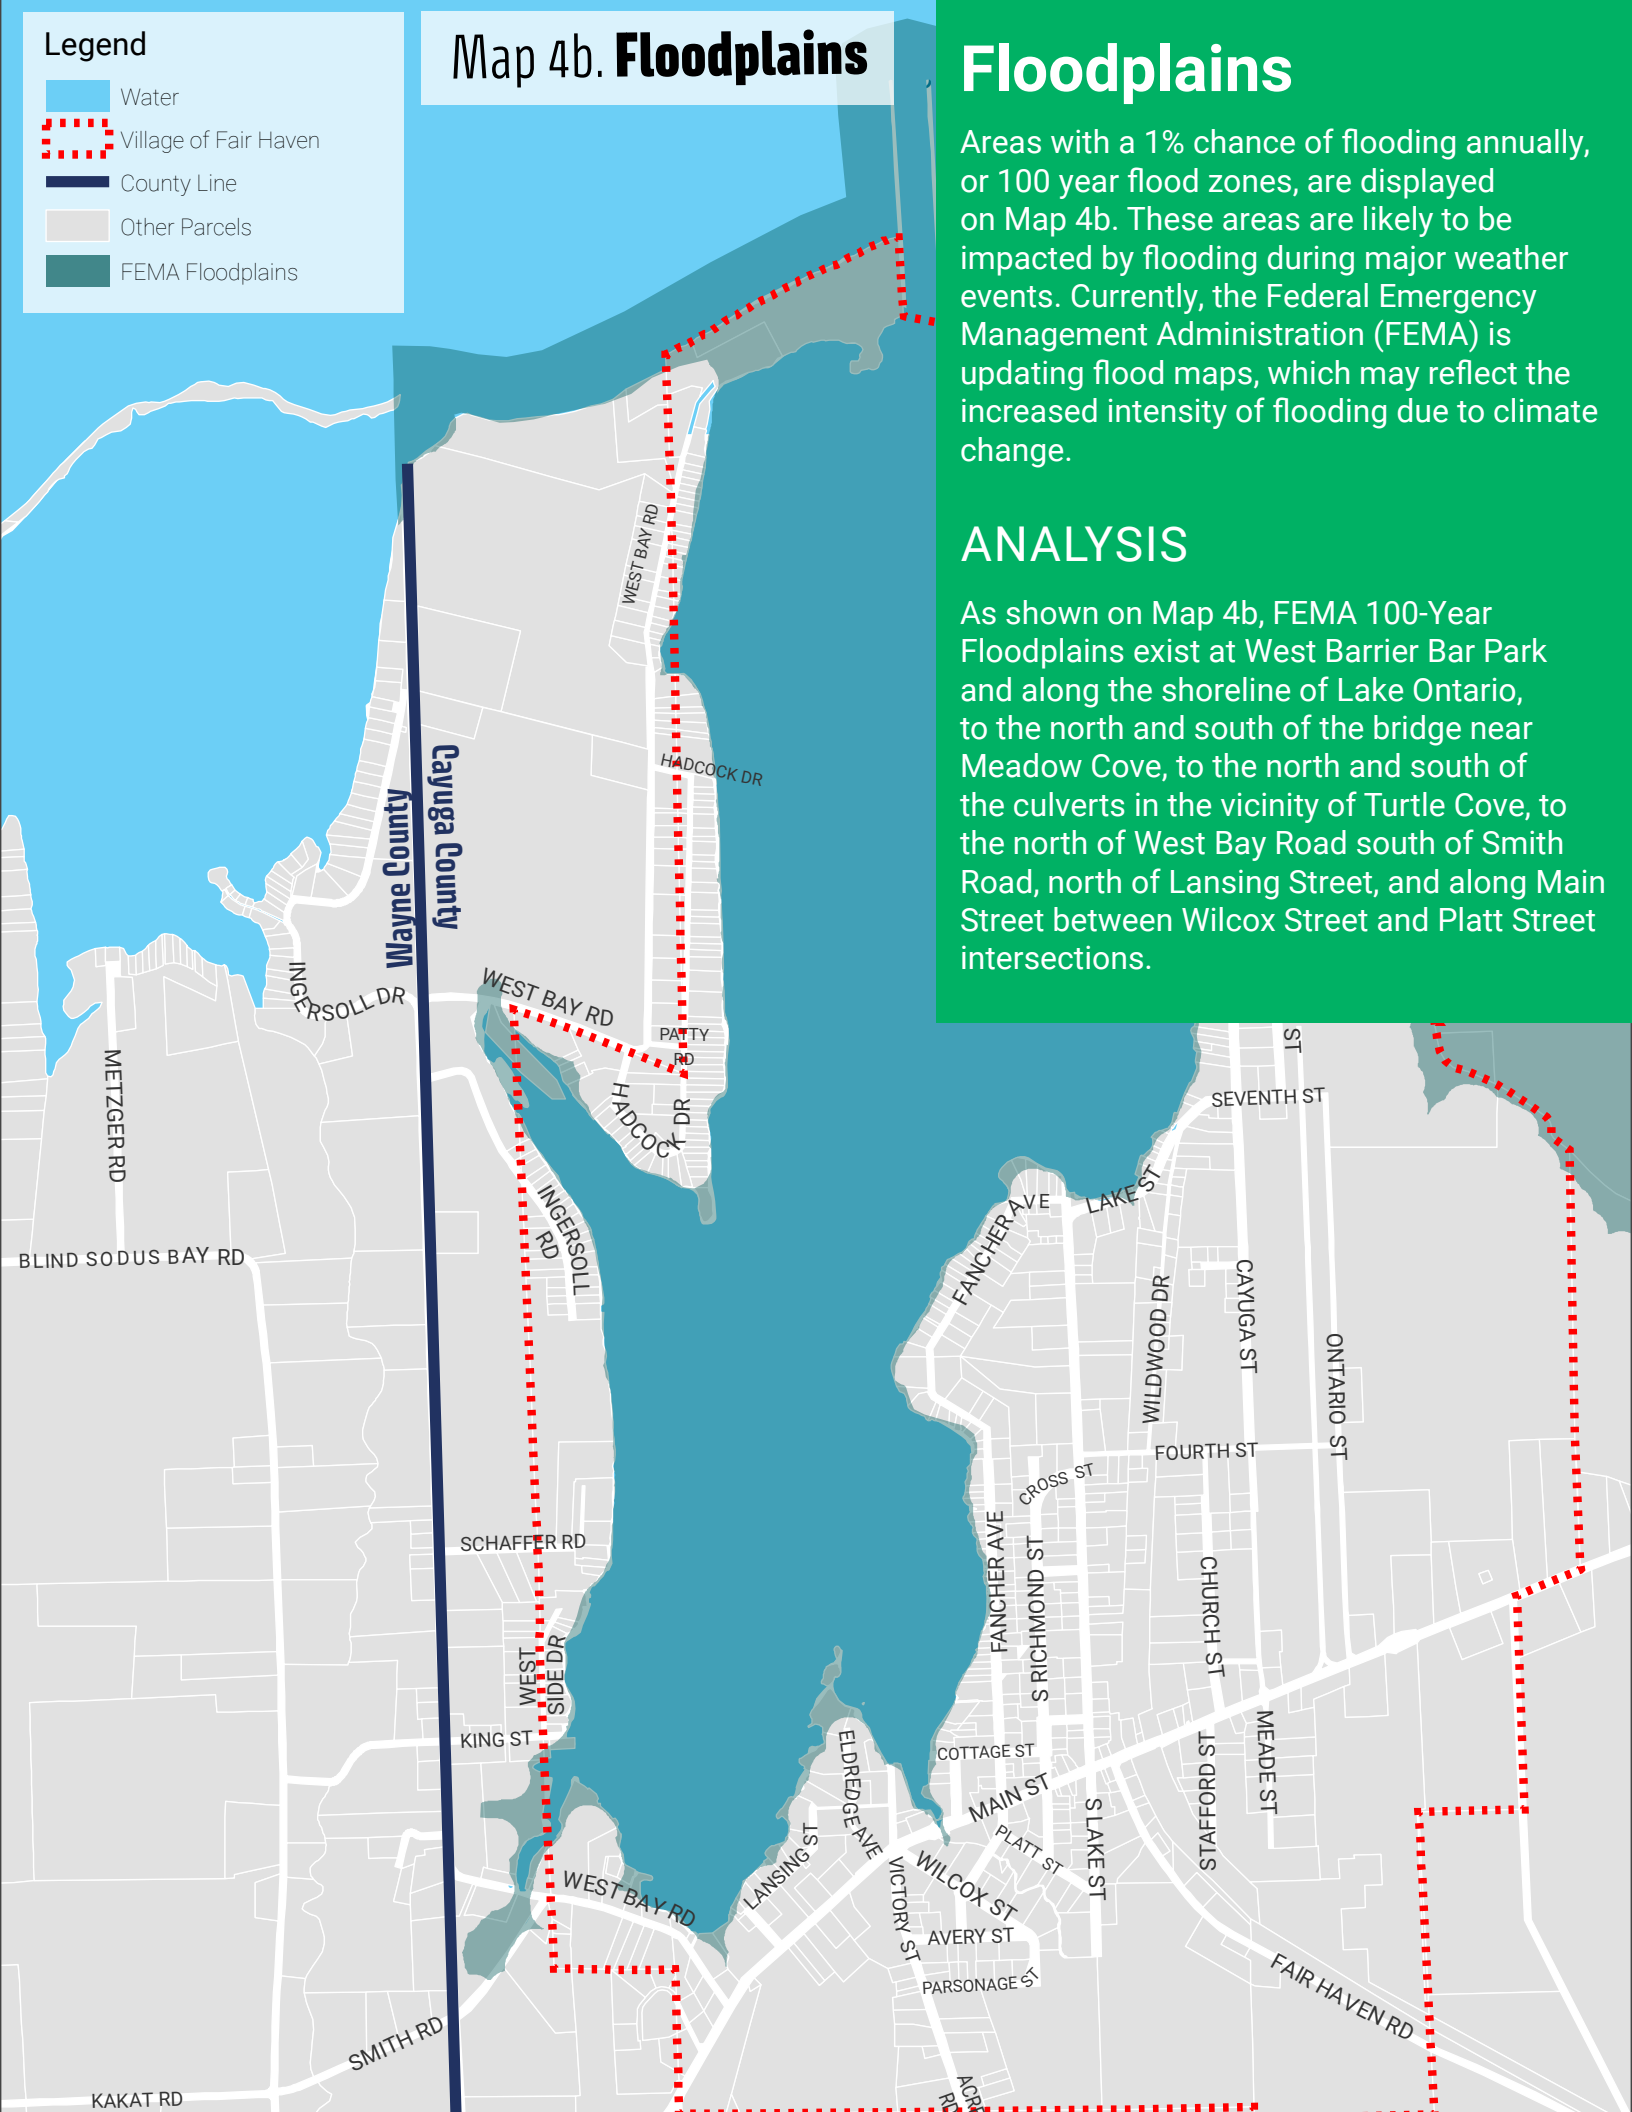 Legend
Water
Village of Fair Haven
County Line
Other Parcels
FEMA Floodplains
Map 4b. Floodplains
Floodplains
Areas with a 1% chance of flooding annually,
or 100 year flood zones, are displayed
on Map 4b. These areas are likely to be
impacted by flooding during major weather
events. Currently, the Federal Emergency
Management Administration (FEMA) is
updating flood maps, which may reflect the
increased intensity of flooding due to climate
change.
ANALYSIS
As shown on Map 4b, FEMA 100-Year
Floodplains exist at West Barrier Bar Park
and along the shoreline of Lake Ontario,
to the north and south of the bridge near
Meadow Cove, to the north and south of
the culverts in the vicinity of Turtle Cove, to
the north of West Bay Road south of Smith
Road, north of Lansing Street, and along Main
Street between Wilcox Street and Platt Street
intersections.
WEST BAY RD
HADCOCK DR
Wayne County
Cayuga County
INGERSOLL DR
WEST BAY RD
PATTY
RD
HADCOCK DR
METZGER RD
BLIND SODUS BAY RD
INGERSOLL
RD
ST
SEVENTH ST
LAKE ST
FANCHER AVE
WILDWOOD DR
CAYUGA ST
ONTARIO ST
FOURTH ST
CROSS ST
FANCHER AVE
S RICHMOND ST
CHURCH ST
SCHAFFER RD
WEST
SIDE DR
KING ST
ELDREDGE AVE
COTTAGE ST
MAIN ST
STAFFORD ST
MEADE ST
S LAKE ST
PLATT ST
LANSING ST
WILCOX ST
VICTORY ST
WEST BAY RD
AVERY ST
PARSONAGE ST
FAIR HAVEN RD
SMITH RD
KAKAT RD
ACRE
RD